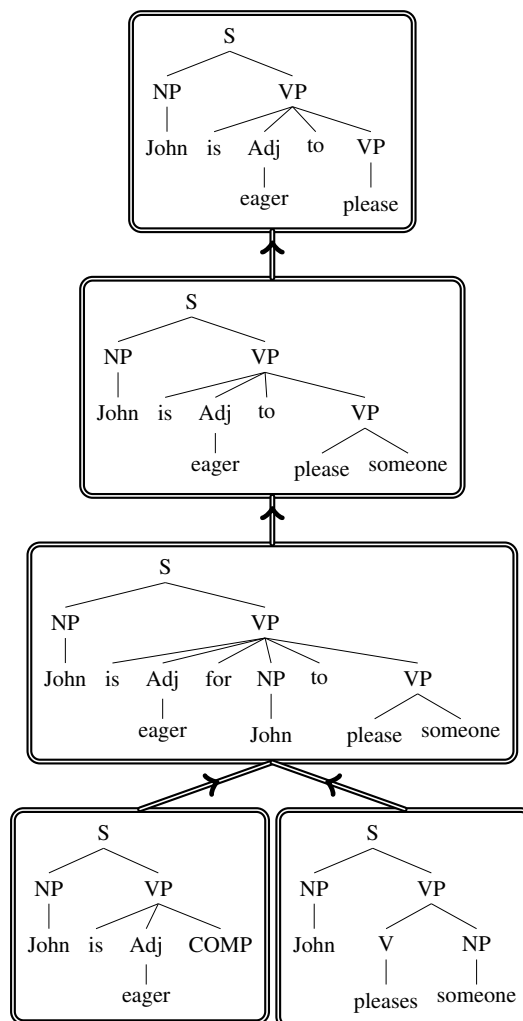 S
NP VP
John is Adj to VP
eager please
S
NP VP
John is Adj to VP
eager please someone
S
NP VP
John is Adj for NP to VP
eager John please someone
S S
NP VP NP VP
John is Adj COMP John V NP
eager pleases someone